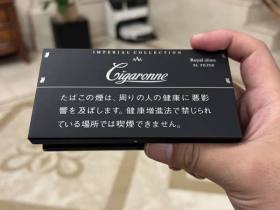 IMPERIAL COLLECTION
Cigaronne
Royal slims
XL FILTER
たばこの煙は、周りの人の健康に悪影
響を及ぼします。健康増進法で禁じられ
ている場所では喫煙できません。